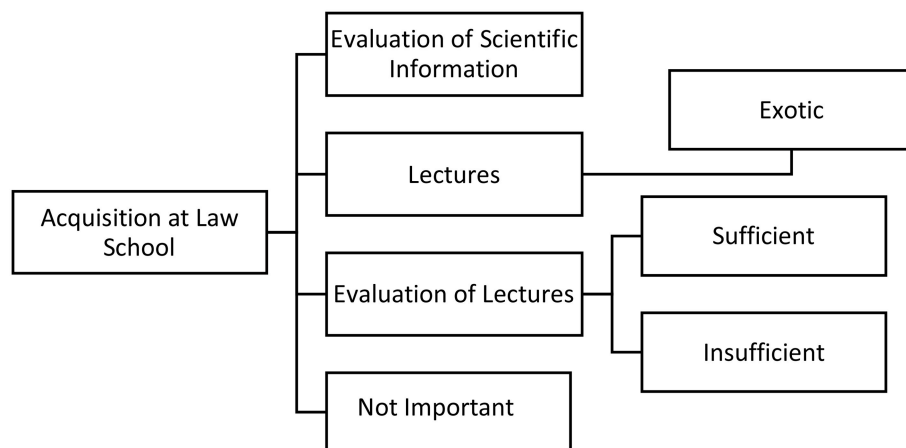 Evaluation of Scientific
Information
Exotic
Lectures
Acquisition at Law
School
Sufficient
Evaluation of Lectures
Insufficient
Not Important